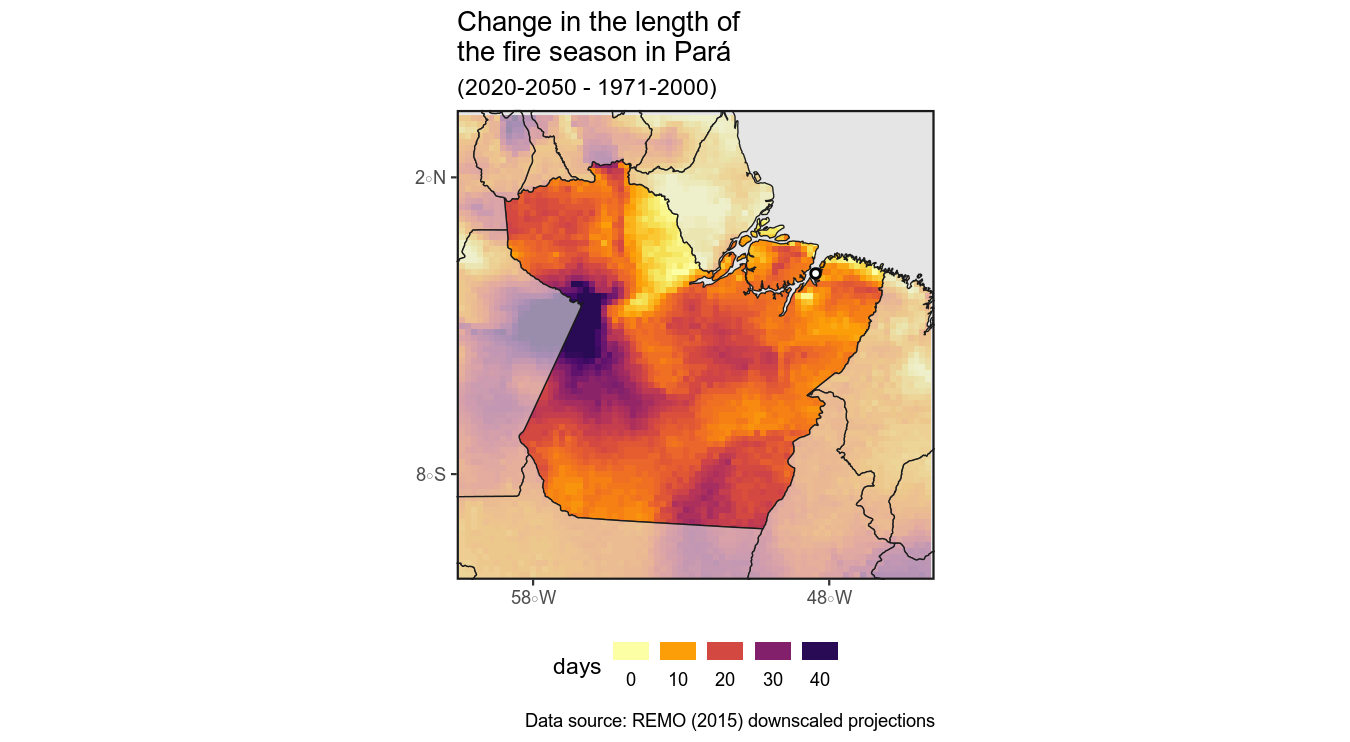 Change in the length of
the fire season in Pará
(2020-2050 - 1971-2000)
2○N
8○S
58○W
48○W
days
0 10 20 30 40
Data source: REMO (2015) downscaled projections